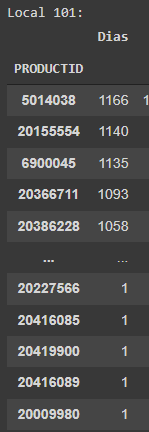 Local 101:
Dias
PRODUCTID
5014038 1166 1
20155554 1140
6900045 1135
20366711 1093
20386228 1058
... ...
20227566 1
20416085 1
20419900 1
20416089 1
20009980 1